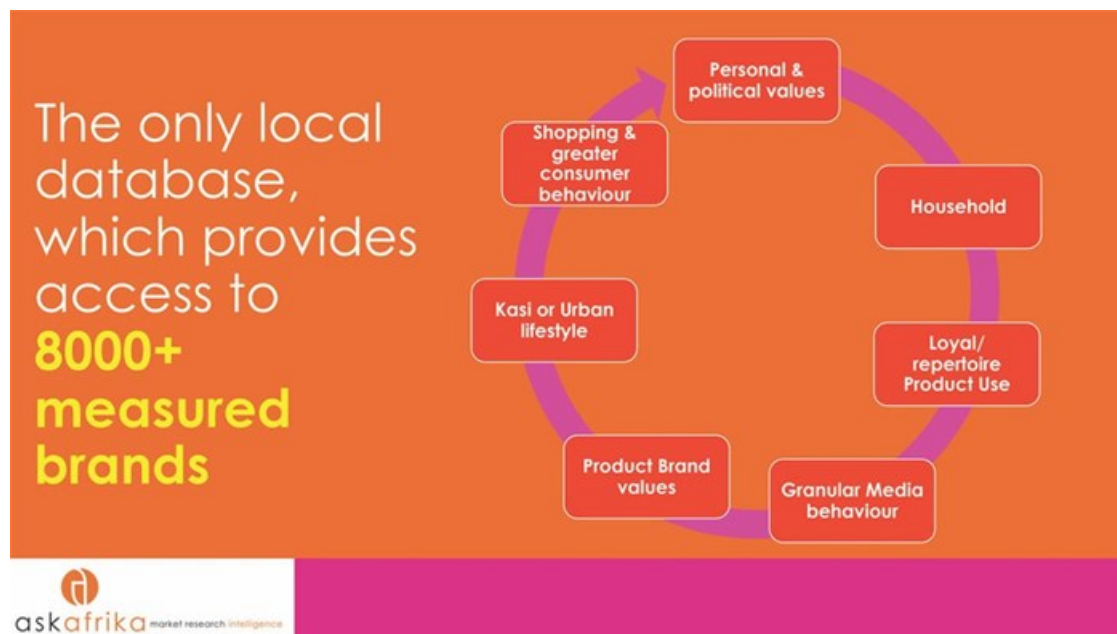 The only local
database,
which provides
access to
8000+
measured
brands
Personal &
political values
Household
Loyal/
repertoire
Product Use
Granular Media
behaviour
Product Brand
values
Kasi or Urban
lifestyle
Shopping &
greater
consumer
behaviour
askafrika market research intelligence